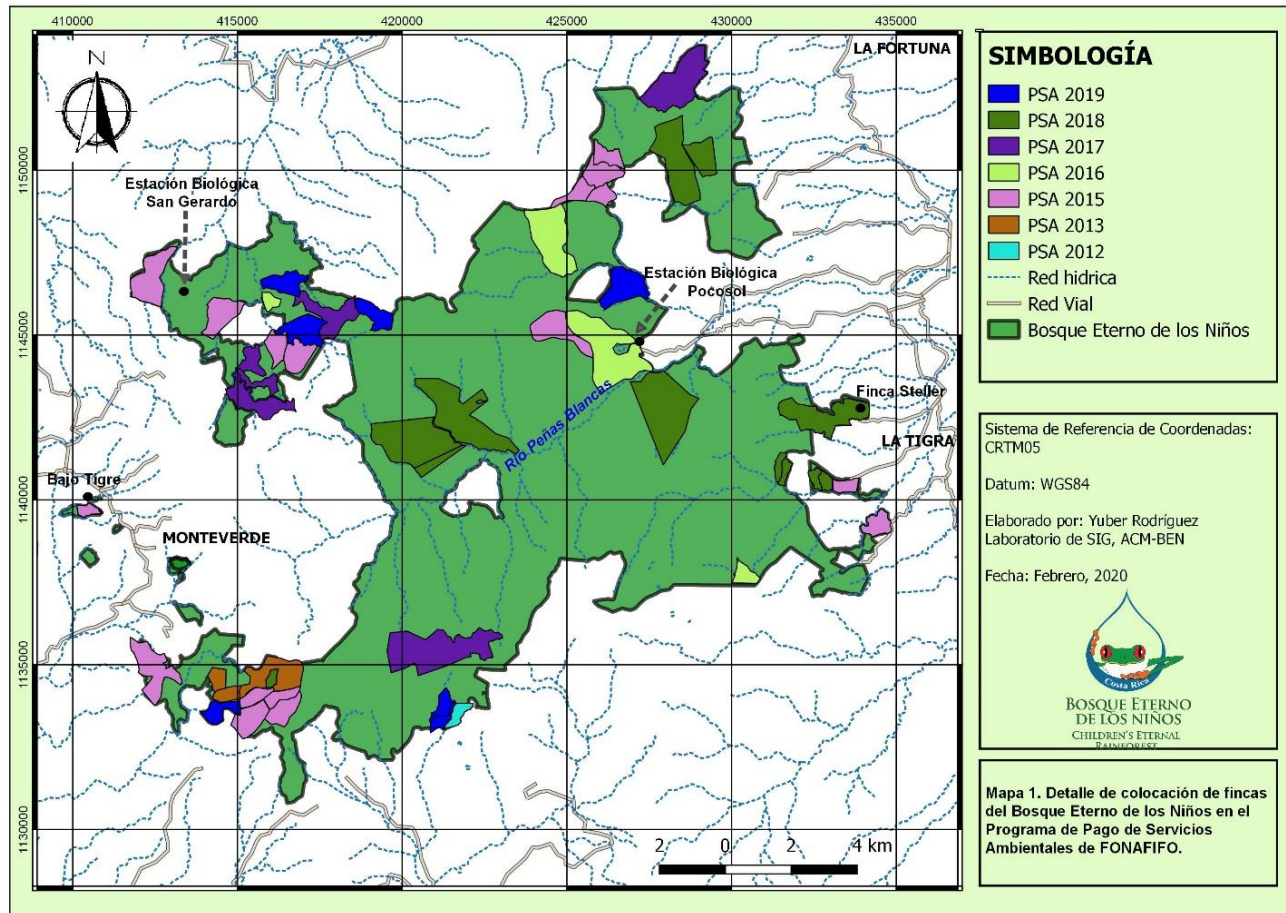 410000
415000
420000
425000
430000
435000
1150000
1145000
1140000
1135000
1130000
N
LA FORTUNA
Estación Biológica
San Gerardo
Estación Biológica
Pocosol
Finca Steller
LA TIGRA
Río Peñas Blancas
Bajo Tigre
MONTEVERDE
2 0 2 4 km
SIMBOLOGÍA
PSA 2019
PSA 2018
PSA 2017
PSA 2016
PSA 2015
PSA 2013
PSA 2012
Red hidrica
Red Vial
Bosque Eterno de los Niños
Sistema de Referencia de Coordenadas:
CRTM05
Datum: WGS84
Elaborado por: Yuber Rodríguez
Laboratorio de SIG, ACM-BEN
Fecha: Febrero, 2020
Costa Rica
BOSQUE ETERNO
DE LOS NIÑOS
CHILDREN'S ETERNAL
RAINFOREST
Mapa 1. Detalle de colocación de fincas
del Bosque Eterno de los Niños en el
Programa de Pago de Servicios
Ambientales de FONAFIFO.